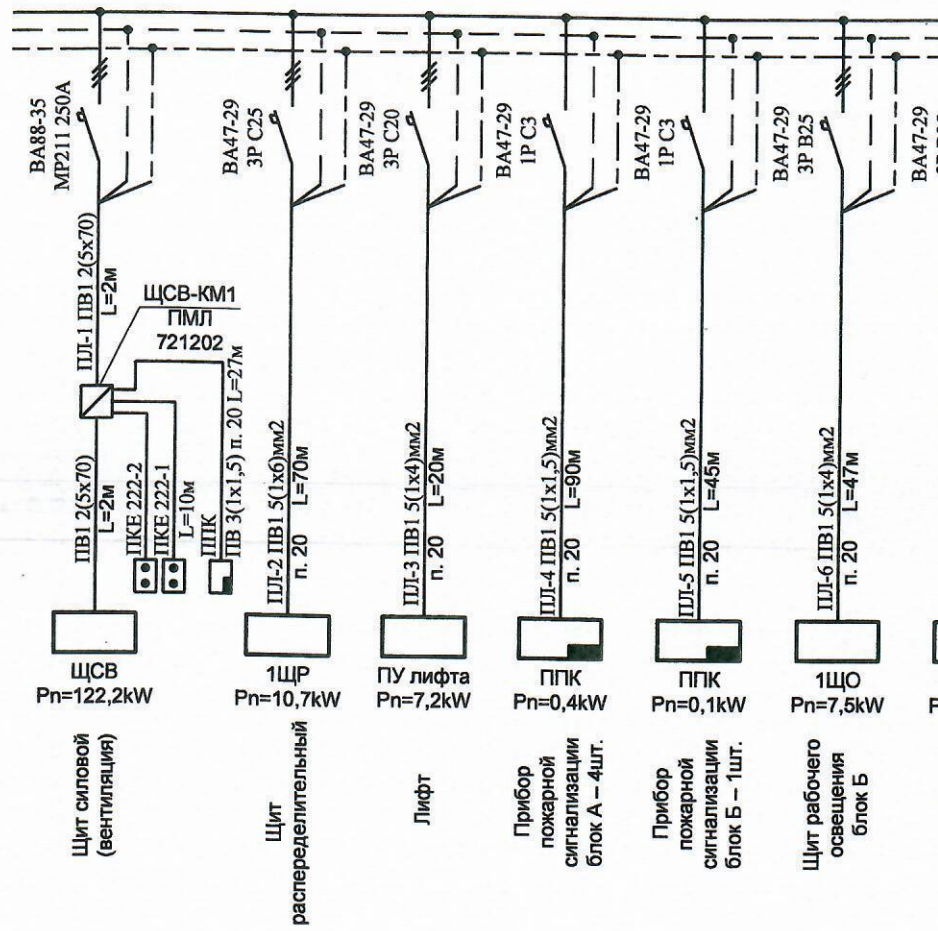 ВА88-35
МР211 250А
ПЛ-1 ПВ1 2(5х70)
L=2м
ЩСВ-КМ1
ПМЛ
721202
ПВ1 2(5х70)
L=2м
ПКЕ 222-2
ПКЕ 222-1
L=10м
ППК
ПВ 3(1х1,5) п. 20 L=27м
ЩСВ
Pn=122,2kW
Щит силовой
(вентиляция)
ВА47-29
3Р С25
ПЛ-2 ПВ1 5(1х6)мм2
п. 20 L=70м
1ЩР
Pn=10,7kW
Щит
распределительный
ВА47-29
3Р С20
ПЛ-3 ПВ1 5(1х4)мм2
п. 20 L=20м
ПУ лифта
Pn=7,2kW
Лифт
ВА47-29
1Р С3
ПЛ-4 ПВ1 5(1х1,5)мм2
п. 20 L=90м
ППК
Pn=0,4kW
Прибор
пожарной
сигнализации
блок А – 4шт.
ВА47-29
1Р С3
ПЛ-5 ПВ1 5(1х1,5)мм2
п. 20 L=45м
ППК
Pn=0,1kW
Прибор
пожарной
сигнализации
блок Б – 1шт.
ВА47-29
3Р В25
ПЛ-6 ПВ1 5(1х4)мм2
п. 20 L=47м
1ЩО
Pn=7,5kW
Щит рабочего
освещения
блок Б
ВА47-29